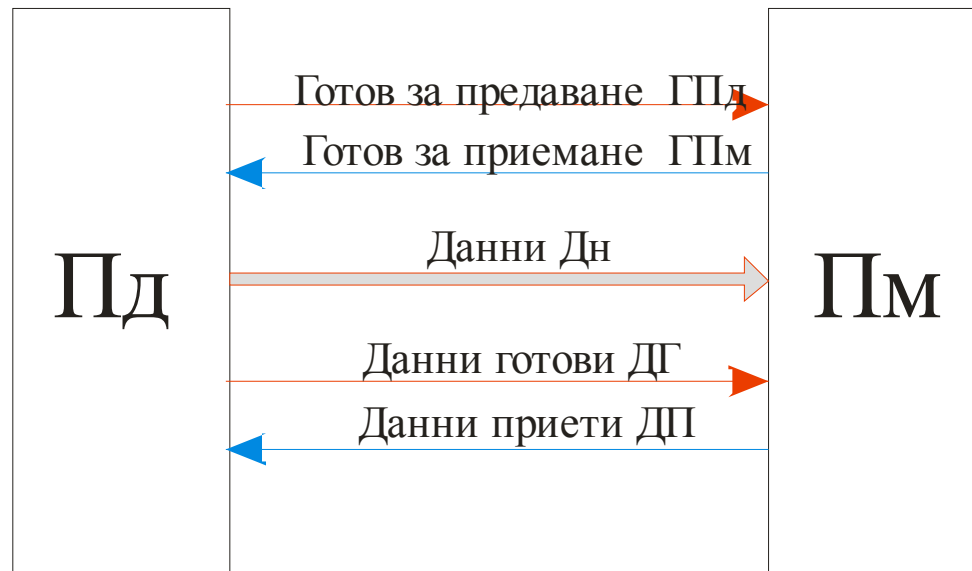 Готов за предаване ГПд
Готов за приемане ГПм
Данни Дн
Пд
Пм
Данни готови ДГ
Данни приети ДП